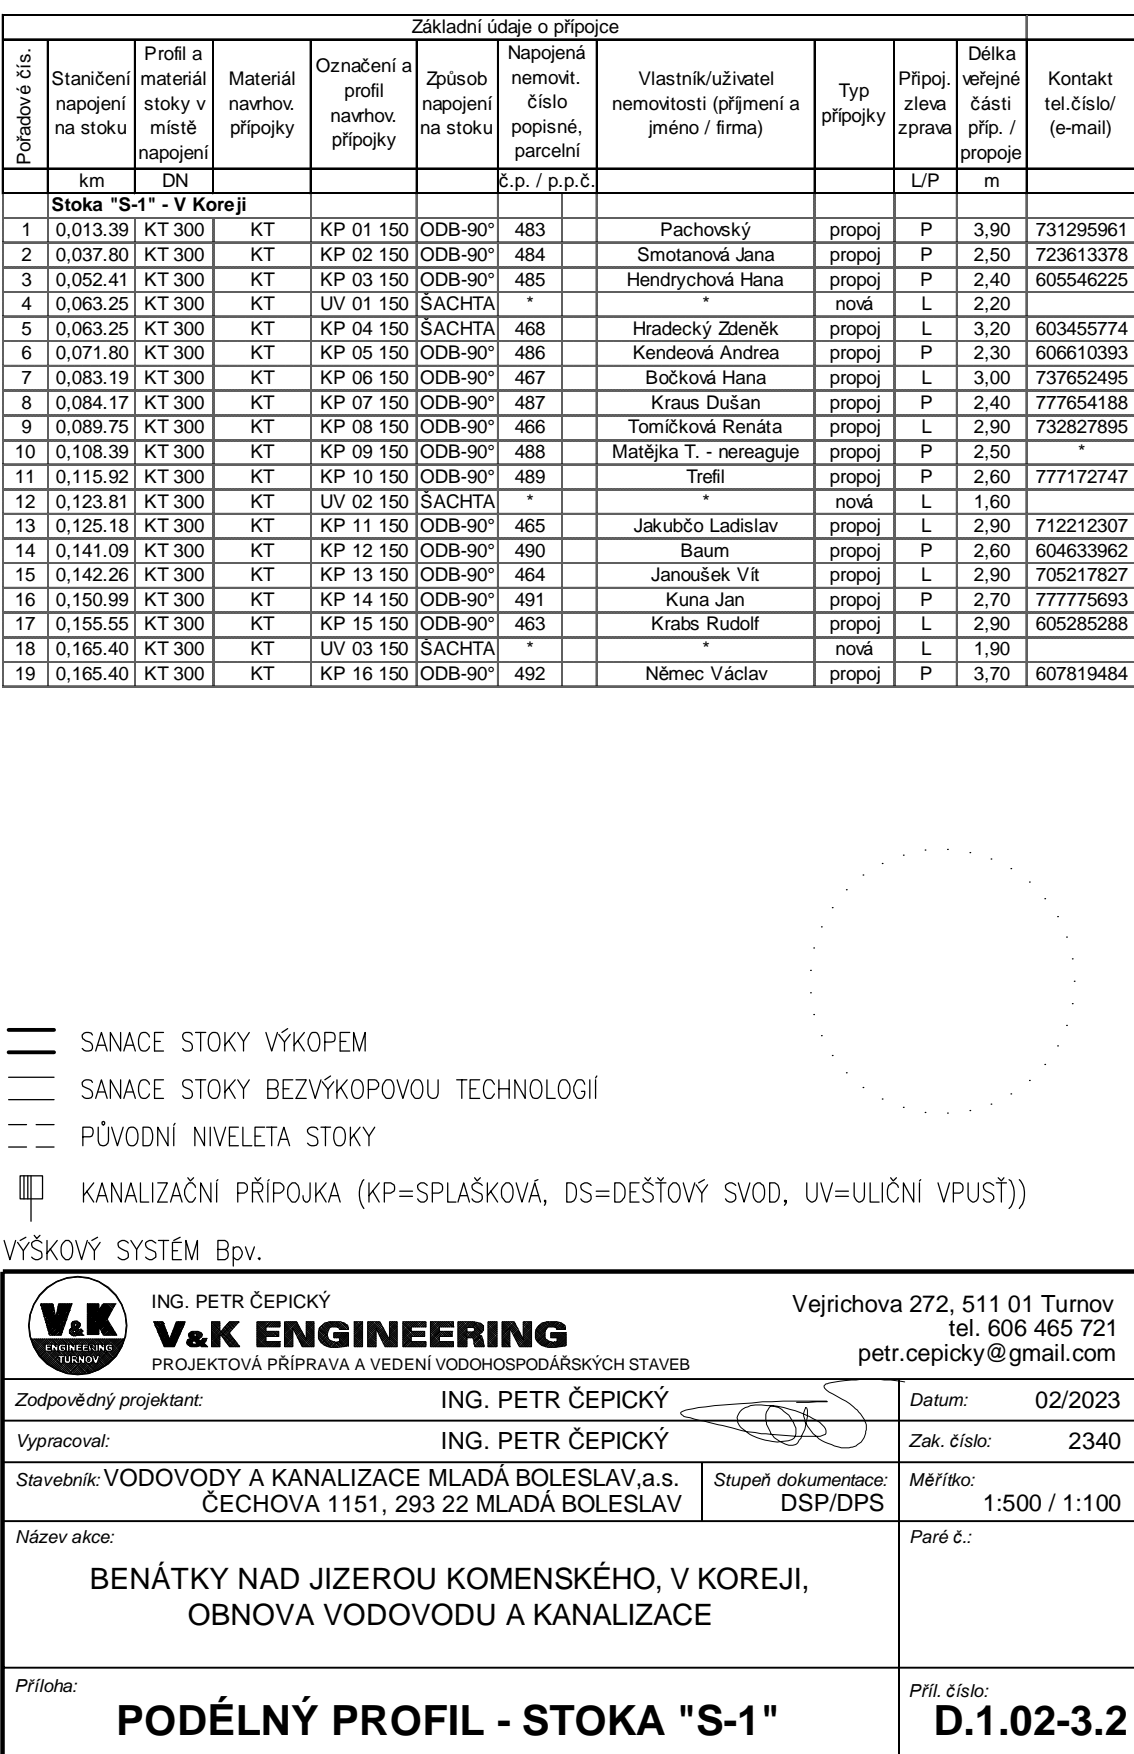 Základní údaje o přípojce
Pořadové čís. | Staničení napojení na stoku | Profil a materiál stoky v místě napojení | Materiál navrhov. přípojky | Označení a profil navrhov. přípojky | Způsob napojení na stoku | Napojená nemovit. číslo popisné, parcelní | Vlastník/uživatel nemovitosti (příjmení a jméno / firma) | Typ přípojky | Připoj. zleva zprava | Délka veřejné části příp. / propoje | Kontakt tel.číslo/ (e-mail)
km | DN | č.p. / p.p.č. | L/P | m
Stoka "S-1" - V Koreji
1 0,013.39 KT 300 KT KP 01 150 ODB-90° 483 Pachovský propoj P 3,90 731295961
2 0,037.80 KT 300 KT KP 02 150 ODB-90° 484 Smotanová Jana propoj P 2,50 723613378
3 0,052.41 KT 300 KT KP 03 150 ODB-90° 485 Hendrychová Hana propoj P 2,40 605546225
4 0,063.25 KT 300 KT UV 01 150 ŠACHTA * * nová L 2,20
5 0,063.25 KT 300 KT KP 04 150 ŠACHTA 468 Hradecký Zdeněk propoj L 3,20 603455774
6 0,071.80 KT 300 KT KP 05 150 ODB-90° 486 Kendeová Andrea propoj P 2,30 606610393
7 0,083.19 KT 300 KT KP 06 150 ODB-90° 467 Bočková Hana propoj L 3,00 737652495
8 0,084.17 KT 300 KT KP 07 150 ODB-90° 487 Kraus Dušan propoj P 2,40 777654188
9 0,089.75 KT 300 KT KP 08 150 ODB-90° 466 Tomíčková Renáta propoj L 2,90 732827895
10 0,108.39 KT 300 KT KP 09 150 ODB-90° 488 Matějka T. - nereaguje propoj P 2,50 *
11 0,115.92 KT 300 KT KP 10 150 ODB-90° 489 Trefil propoj P 2,60 777172747
12 0,123.81 KT 300 KT UV 02 150 ŠACHTA * * nová L 1,60
13 0,125.18 KT 300 KT KP 11 150 ODB-90° 465 Jakubčo Ladislav propoj L 2,90 712212307
14 0,141.09 KT 300 KT KP 12 150 ODB-90° 490 Baum propoj P 2,60 604633962
15 0,142.26 KT 300 KT KP 13 150 ODB-90° 464 Janoušek Vít propoj L 2,90 705217827
16 0,150.99 KT 300 KT KP 14 150 ODB-90° 491 Kuna Jan propoj P 2,70 777775693
17 0,155.55 KT 300 KT KP 15 150 ODB-90° 463 Krabs Rudolf propoj L 2,90 605285288
18 0,165.40 KT 300 KT UV 03 150 ŠACHTA * * nová L 1,90
19 0,165.40 KT 300 KT KP 16 150 ODB-90° 492 Němec Václav propoj P 3,70 607819484
SANACE STOKY VÝKOPEM
SANACE STOKY BEZVÝKOPOVOU TECHNOLOGIÍ
PŮVODNÍ NIVELETA STOKY
KANALIZAČNÍ PŘÍPOJKA (KP=SPLAŠKOVÁ, DS=DEŠŤOVÝ SVOD, UV=ULIČNÍ VPUSŤ))
VÝŠKOVÝ SYSTÉM Bpv.
V&K
ENGINEERING
TURNOV
ING. PETR ČEPICKÝ
V&K ENGINEERING
PROJEKTOVÁ PŘÍPRAVA A VEDENÍ VODOHOSPODÁŘSKÝCH STAVEB
Vejrichova 272, 511 01 Turnov
tel. 606 465 721
petr.cepicky@gmail.com
Zodpovědný projektant: ING. PETR ČEPICKÝ
Datum: 02/2023
Vypracoval: ING. PETR ČEPICKÝ
Zak. číslo: 2340
Stavebník: VODOVODY A KANALIZACE MLADÁ BOLESLAV,a.s.
ČECHOVA 1151, 293 22 MLADÁ BOLESLAV
Stupeň dokumentace:
DSP/DPS
Měřítko:
1:500 / 1:100
Název akce:
BENÁTKY NAD JIZEROU KOMENSKÉHO, V KOREJI,
OBNOVA VODOVODU A KANALIZACE
Paré č.:
Příloha:
PODÉLNÝ PROFIL - STOKA "S-1"
Příl. číslo:
D.1.02-3.2